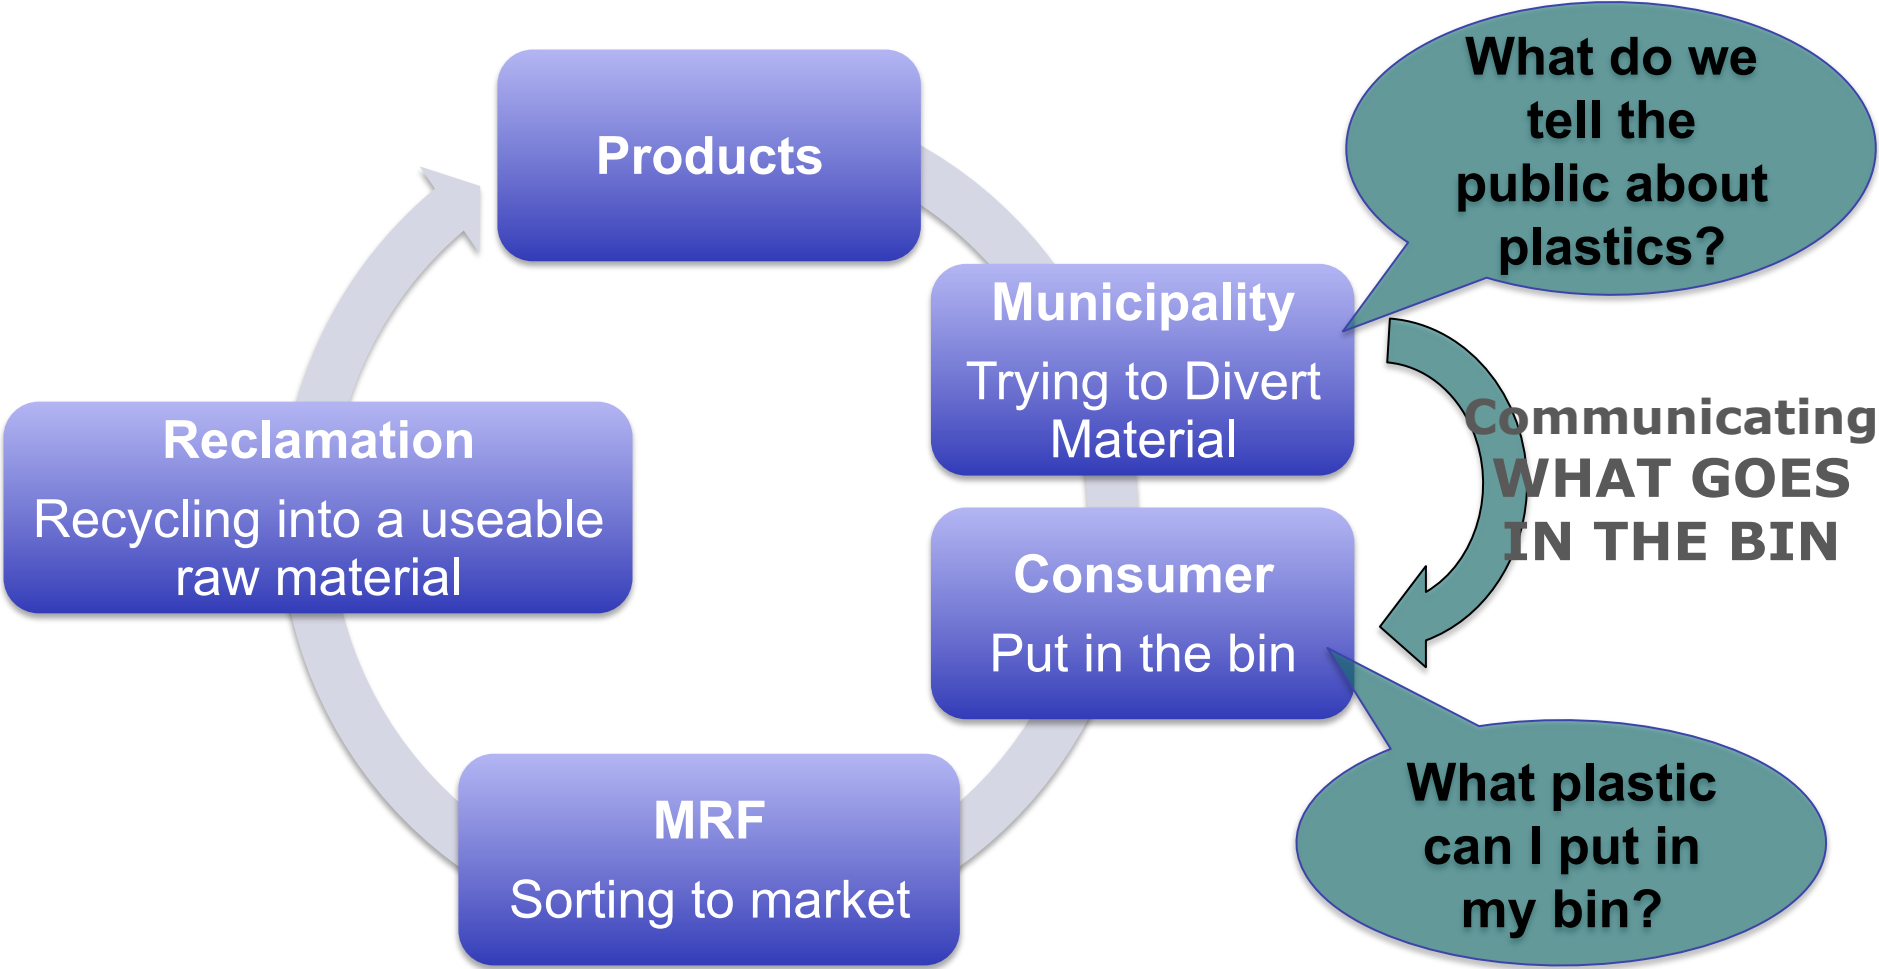 Products
What do we
tell the
public about
plastics?
Municipality
Trying to Divert
Material
Communicating
WHAT GOES
IN THE BIN
Reclamation
Recycling into a useable
raw material
Consumer
Put in the bin
What plastic
can I put in
my bin?
MRF
Sorting to market